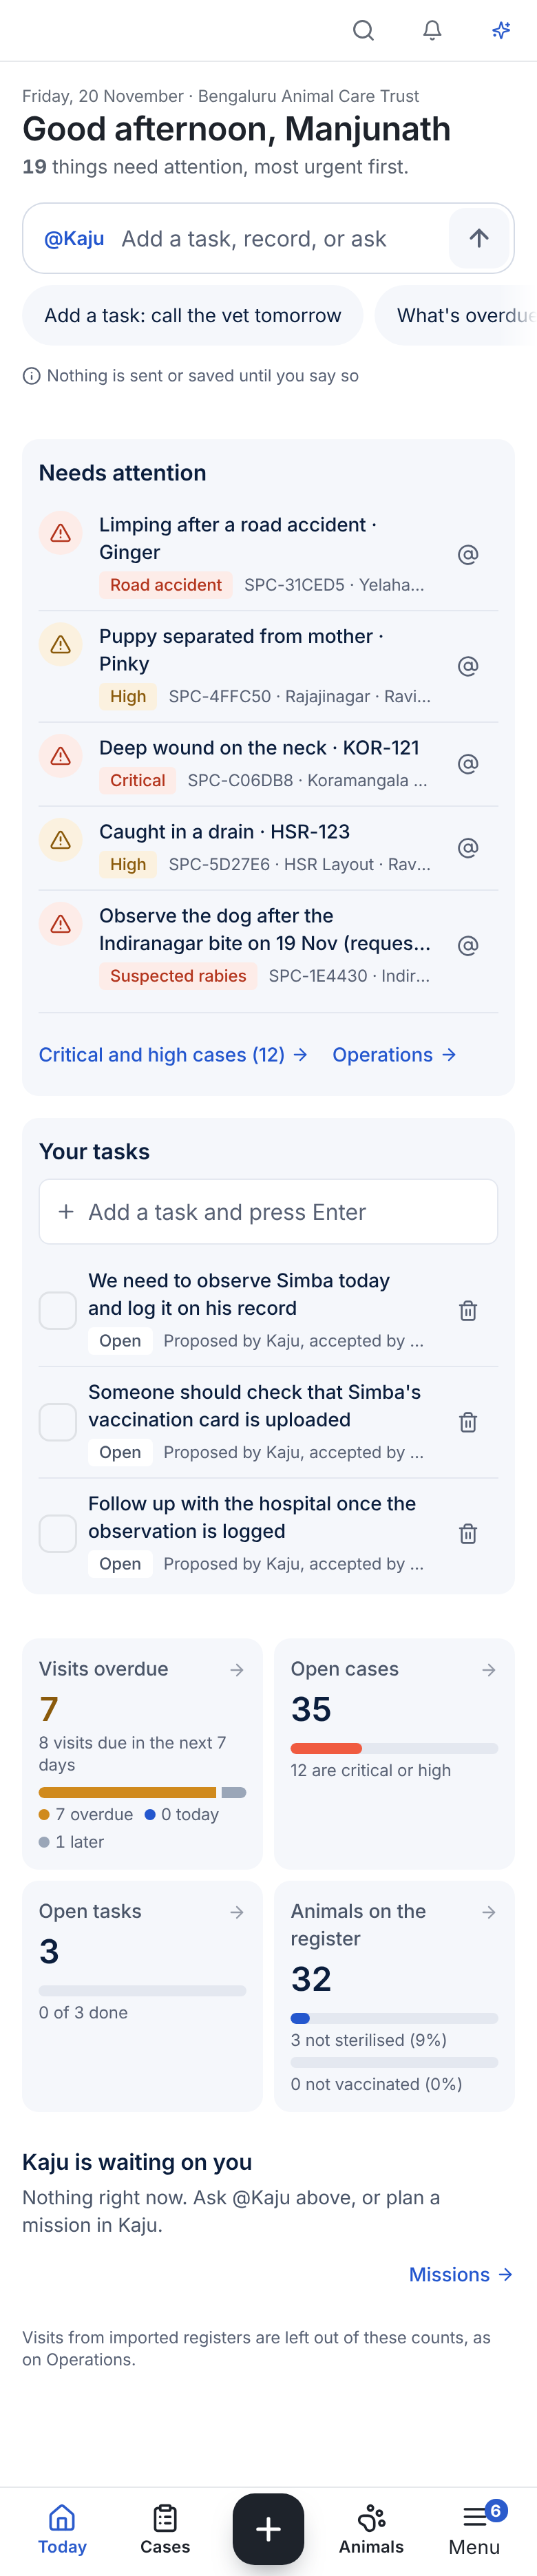 Friday, 20 November · Bengaluru Animal Care Trust
Good afternoon, Manjunath
19 things need attention, most urgent first.
@Kaju Add a task, record, or ask
Add a task: call the vet tomorrow
What's overdue
Nothing is sent or saved until you say so
Needs attention
Limping after a road accident ·
Ginger
Road accident SPC-31CED5 · Yelaha...
@
Puppy separated from mother ·
Pinky
High SPC-4FFC50 · Rajajinagar · Ravi...
@
Deep wound on the neck · KOR-121
Critical SPC-C06DB8 · Koramangala ...
@
Caught in a drain · HSR-123
High SPC-5D27E6 · HSR Layout · Rav...
@
Observe the dog after the
Indiranagar bite on 19 Nov (reques...
Suspected rabies SPC-1E4430 · Indir...
@
Critical and high cases (12) → Operations →
Your tasks
+ Add a task and press Enter
We need to observe Simba today
and log it on his record
Open Proposed by Kaju, accepted by ...
Someone should check that Simba's
vaccination card is uploaded
Open Proposed by Kaju, accepted by ...
Follow up with the hospital once the
observation is logged
Open Proposed by Kaju, accepted by ...
Visits overdue →
7
8 visits due in the next 7
days
7 overdue 0 today
1 later
Open cases →
35
12 are critical or high
Open tasks →
3
0 of 3 done
Animals on the
register →
32
3 not sterilised (9%)
0 not vaccinated (0%)
Kaju is waiting on you
Nothing right now. Ask @Kaju above, or plan a
mission in Kaju.
Missions →
Visits from imported registers are left out of these counts, as
on Operations.
Today
Cases
Animals
6
Menu